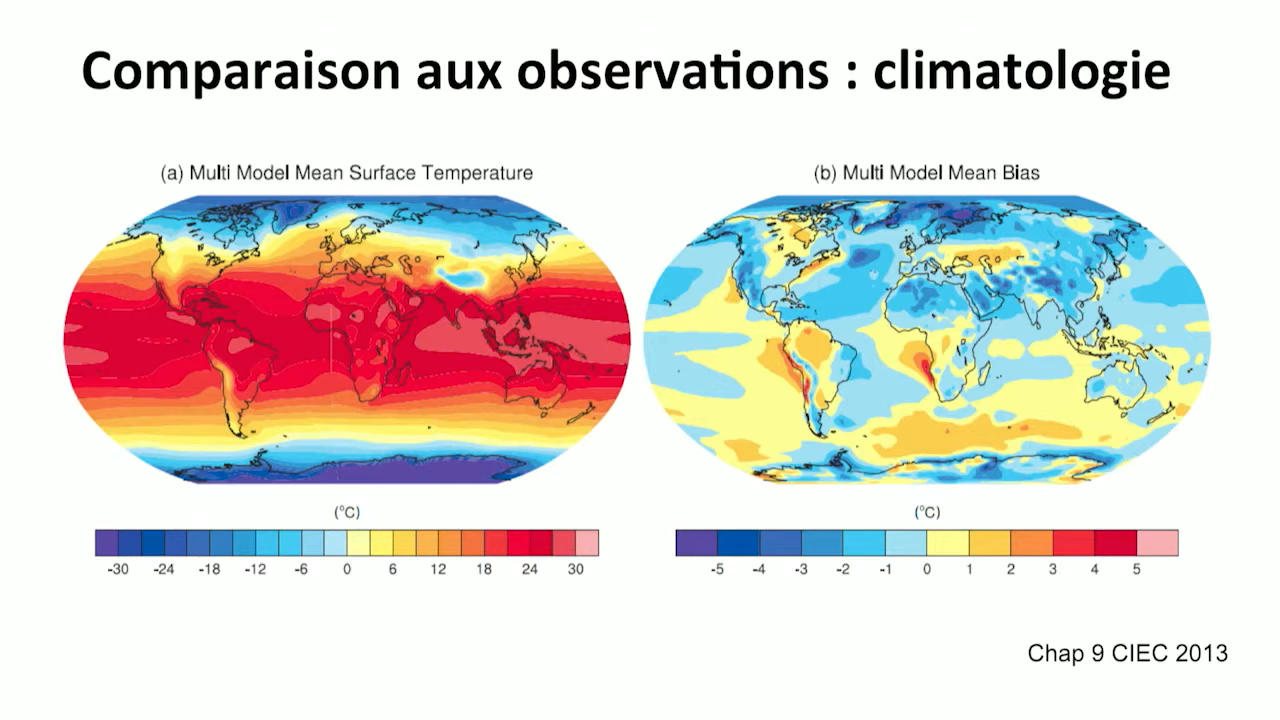 Comparaison aux observations : climatologie
(a) Multi Model Mean Surface Temperature
(b) Multi Model Mean Bias
(°C)
(°C)
-30 -24 -18 -12 -6 0 6 12 18 24 30
-5 -4 -3 -2 -1 0 1 2 3 4 5
Chap 9 CIEC 2013